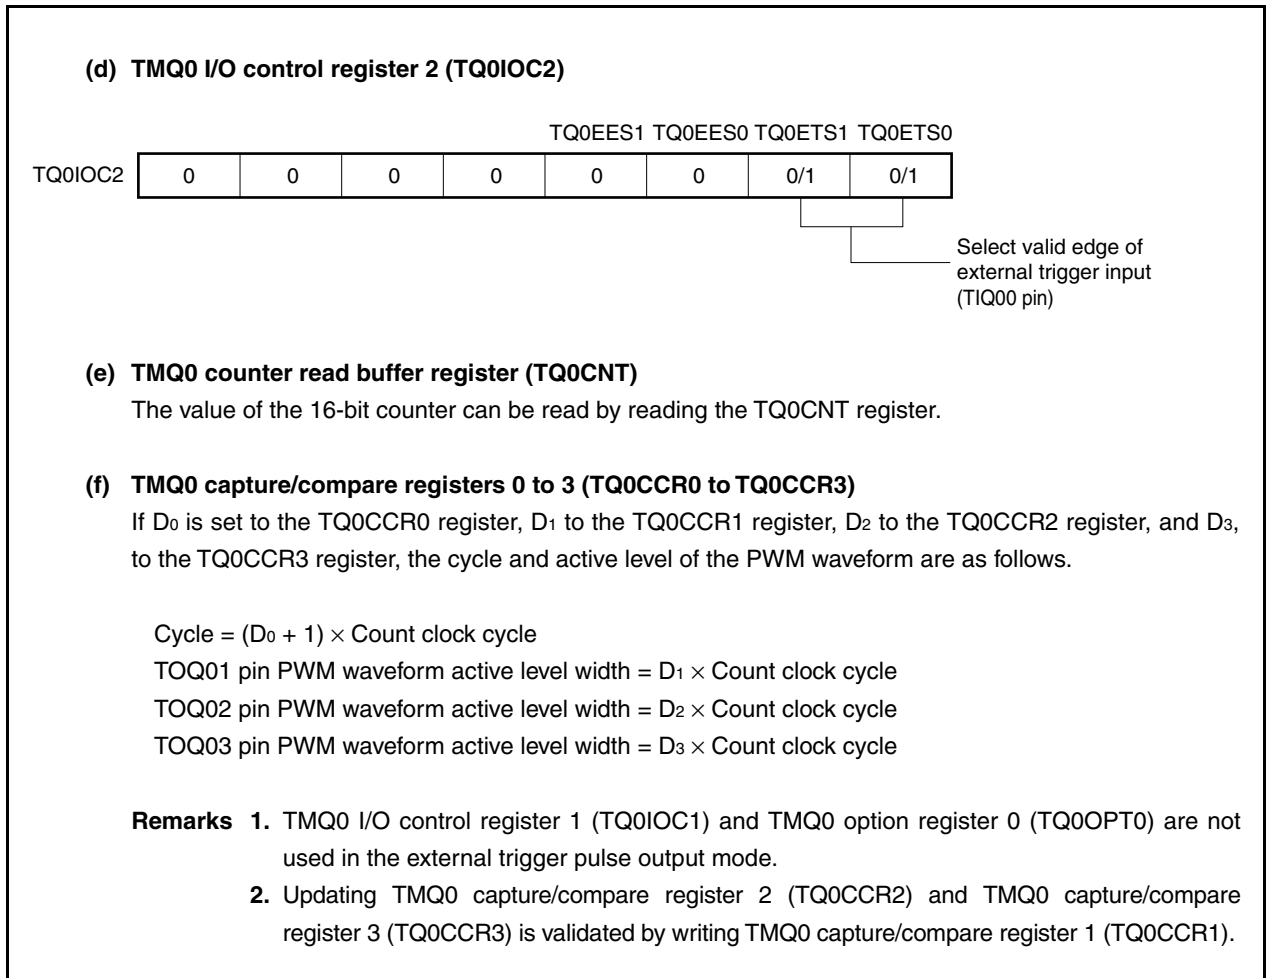 (d) TMQ0 I/O control register 2 (TQ0IOC2)
TQ0EES1 TQ0EES0 TQ0ETS1 TQ0ETS0
TQ0IOC2 0 0 0 0 0 0 0/1 0/1
Select valid edge of
external trigger input
(TIQ00 pin)
(e) TMQ0 counter read buffer register (TQ0CNT)
The value of the 16-bit counter can be read by reading the TQ0CNT register.
(f) TMQ0 capture/compare registers 0 to 3 (TQ0CCR0 to TQ0CCR3)
If D0 is set to the TQ0CCR0 register, D1 to the TQ0CCR1 register, D2 to the TQ0CCR2 register, and D3,
to the TQ0CCR3 register, the cycle and active level of the PWM waveform are as follows.
Cycle = (D0 + 1) × Count clock cycle
TOQ01 pin PWM waveform active level width = D1 × Count clock cycle
TOQ02 pin PWM waveform active level width = D2 × Count clock cycle
TOQ03 pin PWM waveform active level width = D3 × Count clock cycle
Remarks 1. TMQ0 I/O control register 1 (TQ0IOC1) and TMQ0 option register 0 (TQ0OPT0) are not
used in the external trigger pulse output mode.
2. Updating TMQ0 capture/compare register 2 (TQ0CCR2) and TMQ0 capture/compare
register 3 (TQ0CCR3) is validated by writing TMQ0 capture/compare register 1 (TQ0CCR1).